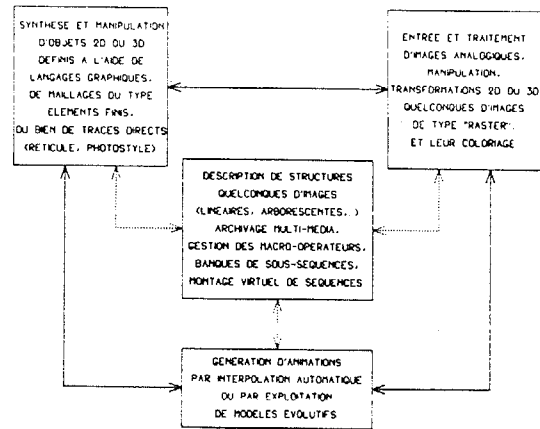 SYNTHESE ET MANIPULATION
D'OBJETS 2D OU 3D
DEFINIS A L'AIDE DE
LANGAGES GRAPHIQUES,
DE MAILLAGES DU TYPE
ELEMENTS FINIS,
OU BIEN DE TRACES DIRECTS
(RETICULE, PHOTOSTYLE)
ENTREE ET TRAITEMENT
D'IMAGES ANALOGIQUES,
MANIPULATION,
TRANSFORMATIONS 2D OU 3D
QUELCONQUES D'IMAGES
DE TYPE "RASTER",
ET LEUR COLORIAGE
DESCRIPTION DE STRUCTURES
QUELCONQUES D'IMAGES
(LINEAIRES, ARBORESCENTES,..)
ARCHIVAGE MULTI-MEDIA,
GESTION DES MACRO-OPERATEURS,
BANQUES DE SOUS-SEQUENCES,
MONTAGE VIRTUEL DE SEQUENCES
GENERATION D'ANIMATIONS
PAR INTERPOLATION AUTOMATIQUE
OU PAR EXPLOITATION
DE MODELES EVOLUTIFS